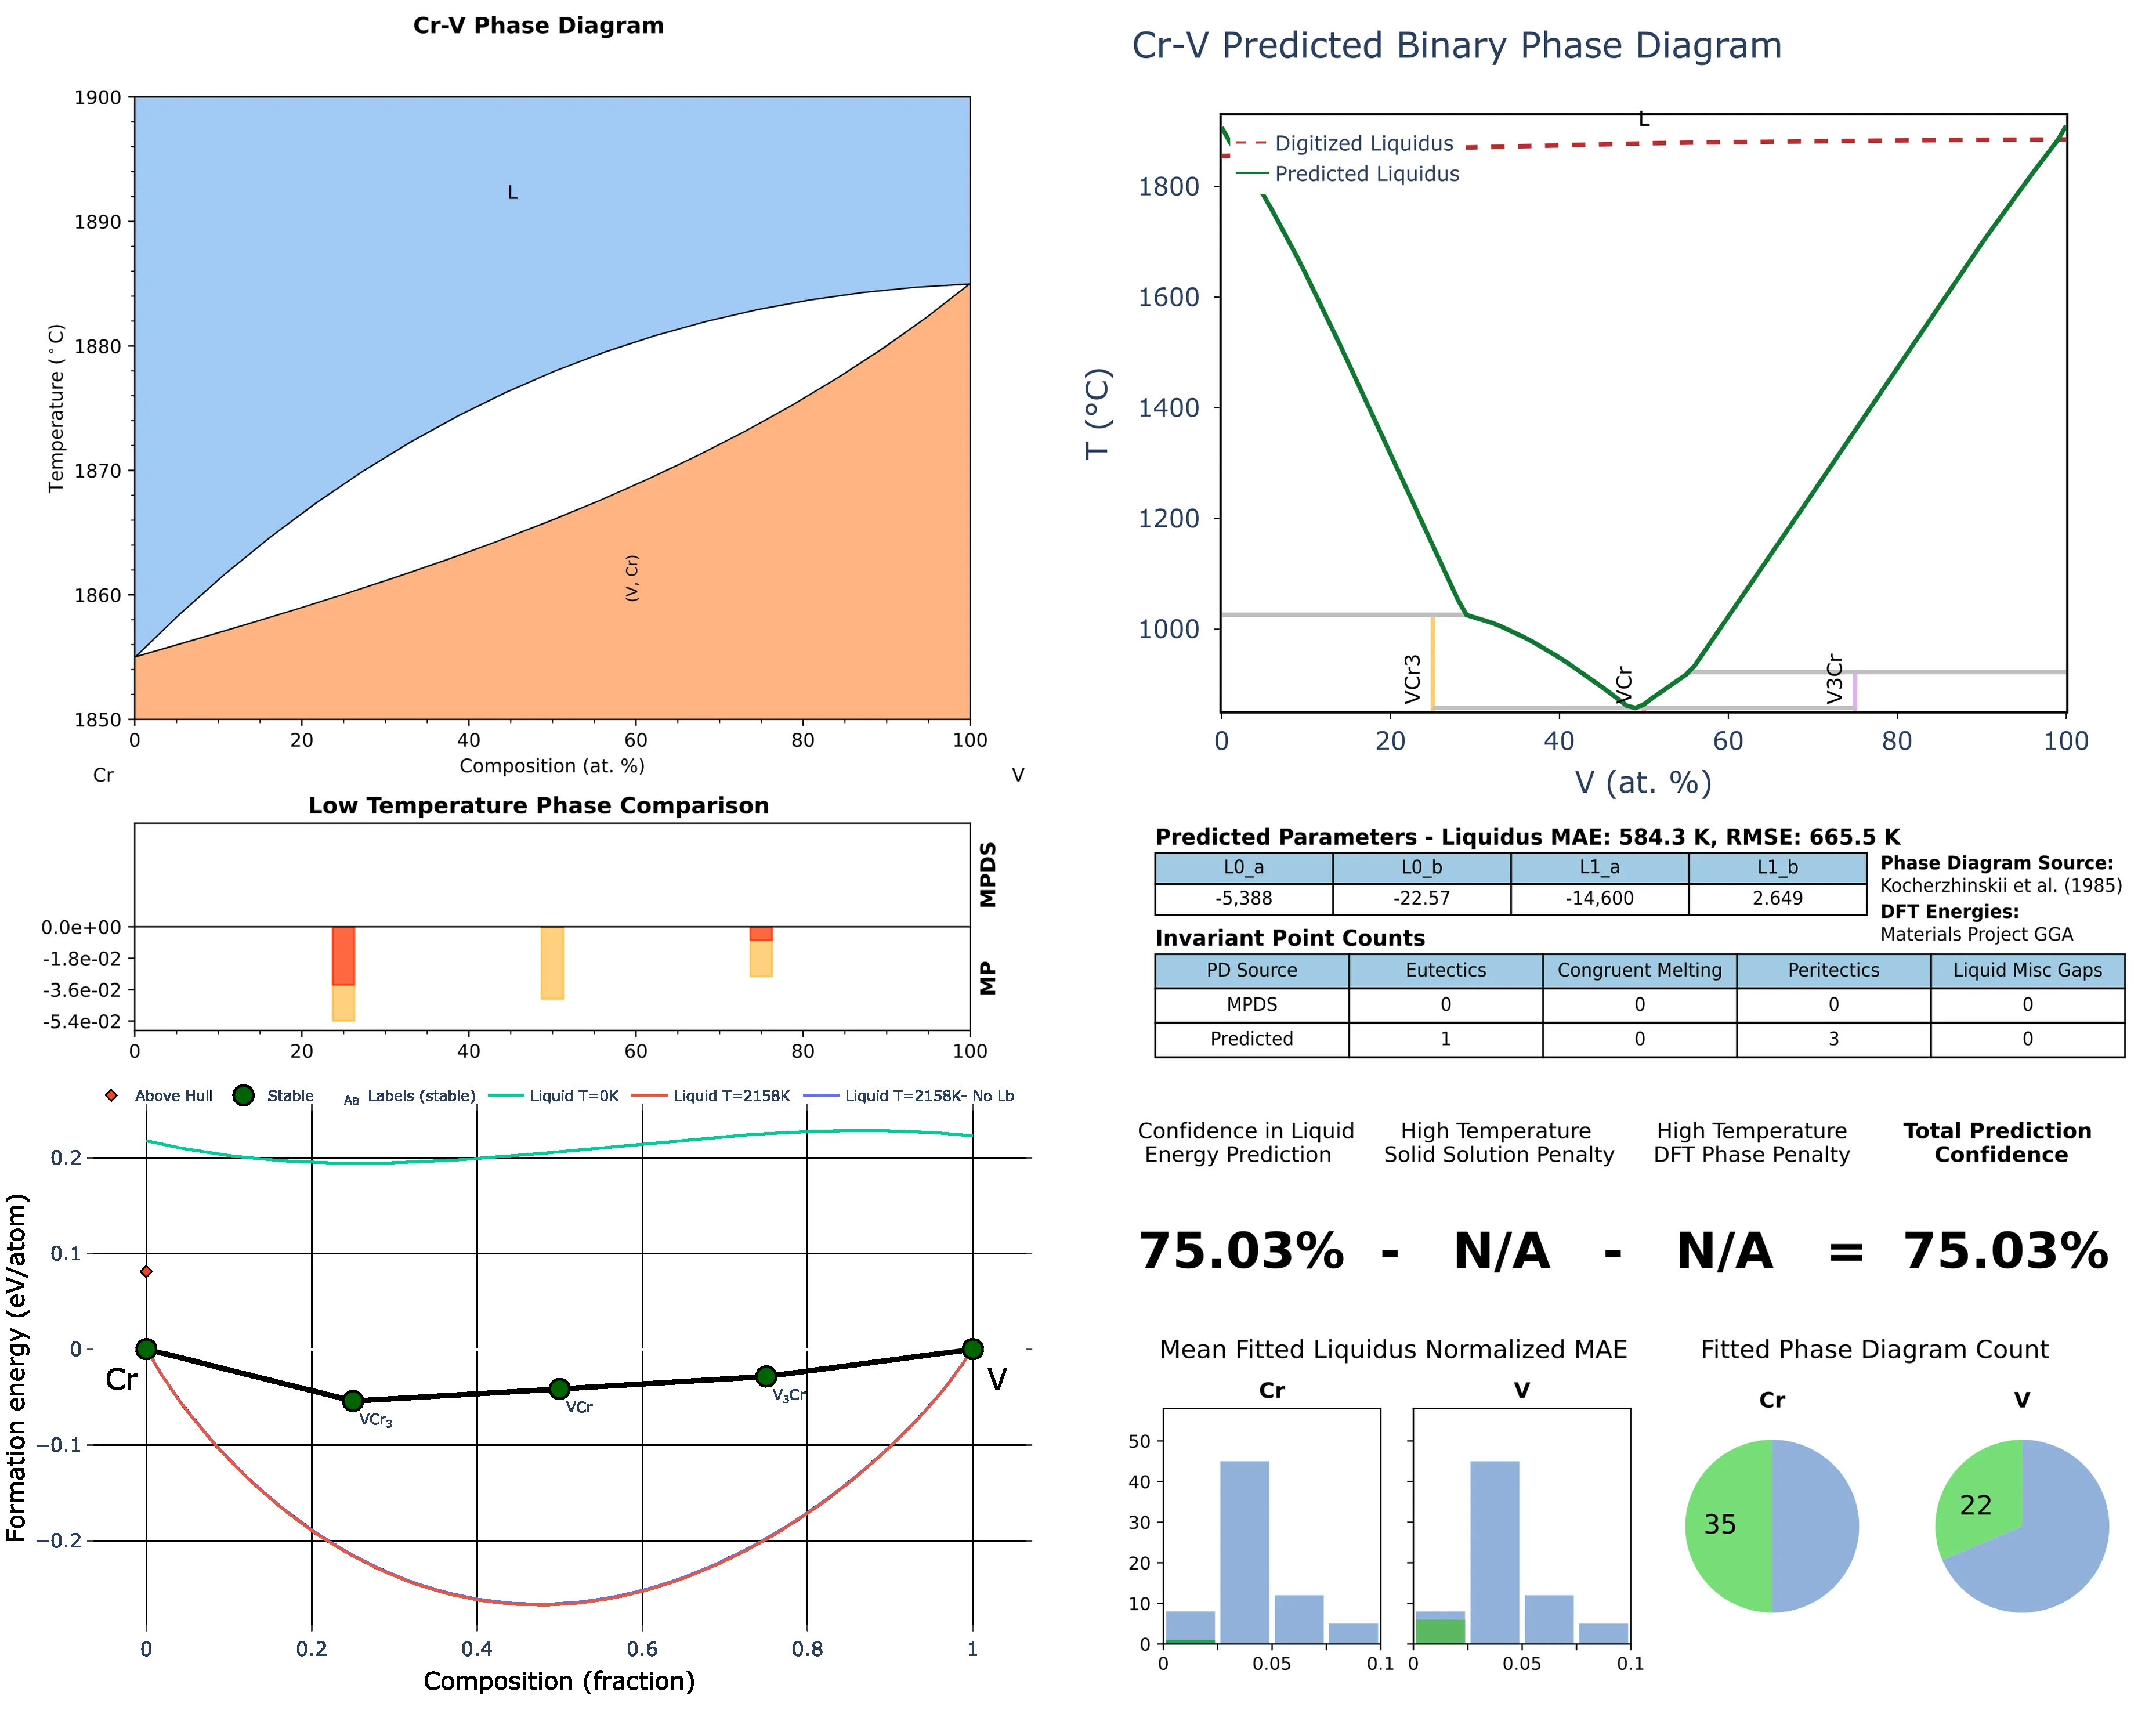 Cr-V Phase Diagram
1900
1890
1880
1870
1860
1850
Temperature (°C)
L
(V, Cr)
0 20 40 60 80 100
Composition (at. %)
Cr V
Cr-V Predicted Binary Phase Diagram
L
Digitized Liquidus
Predicted Liquidus
1800
1600
1400
1200
1000
T (°C)
VCr3
VCr
V3Cr
0 20 40 60 80 100
V (at. %)
Low Temperature Phase Comparison
MPDS
MP
0.0e+00
-1.8e-02
-3.6e-02
-5.4e-02
0 20 40 60 80 100
Predicted Parameters - Liquidus MAE: 584.3 K, RMSE: 665.5 K
L0_a L0_b L1_a L1_b
-5,388 -22.57 -14,600 2.649
Phase Diagram Source:
Kocherzhinskii et al. (1985)
DFT Energies:
Materials Project GGA
Invariant Point Counts
PD Source Eutectics Congruent Melting Peritectics Liquid Misc Gaps
MPDS 0 0 0 0
Predicted 1 0 3 0
Above Hull Stable Aa Labels (stable) Liquid T=0K Liquid T=2158K Liquid T=2158K- No Lb
0.2
0.1
0
−0.1
−0.2
Formation energy (eV/atom)
Cr
V
VCr₃
VCr
V₃Cr
0 0.2 0.4 0.6 0.8 1
Composition (fraction)
Confidence in Liquid
Energy Prediction
High Temperature
Solid Solution Penalty
High Temperature
DFT Phase Penalty
Total Prediction
Confidence
75.03% - N/A - N/A = 75.03%
Mean Fitted Liquidus Normalized MAE
Cr
V
50
40
30
20
10
0
0 0.05 0.1
0 0.05 0.1
Fitted Phase Diagram Count
Cr
V
35
22